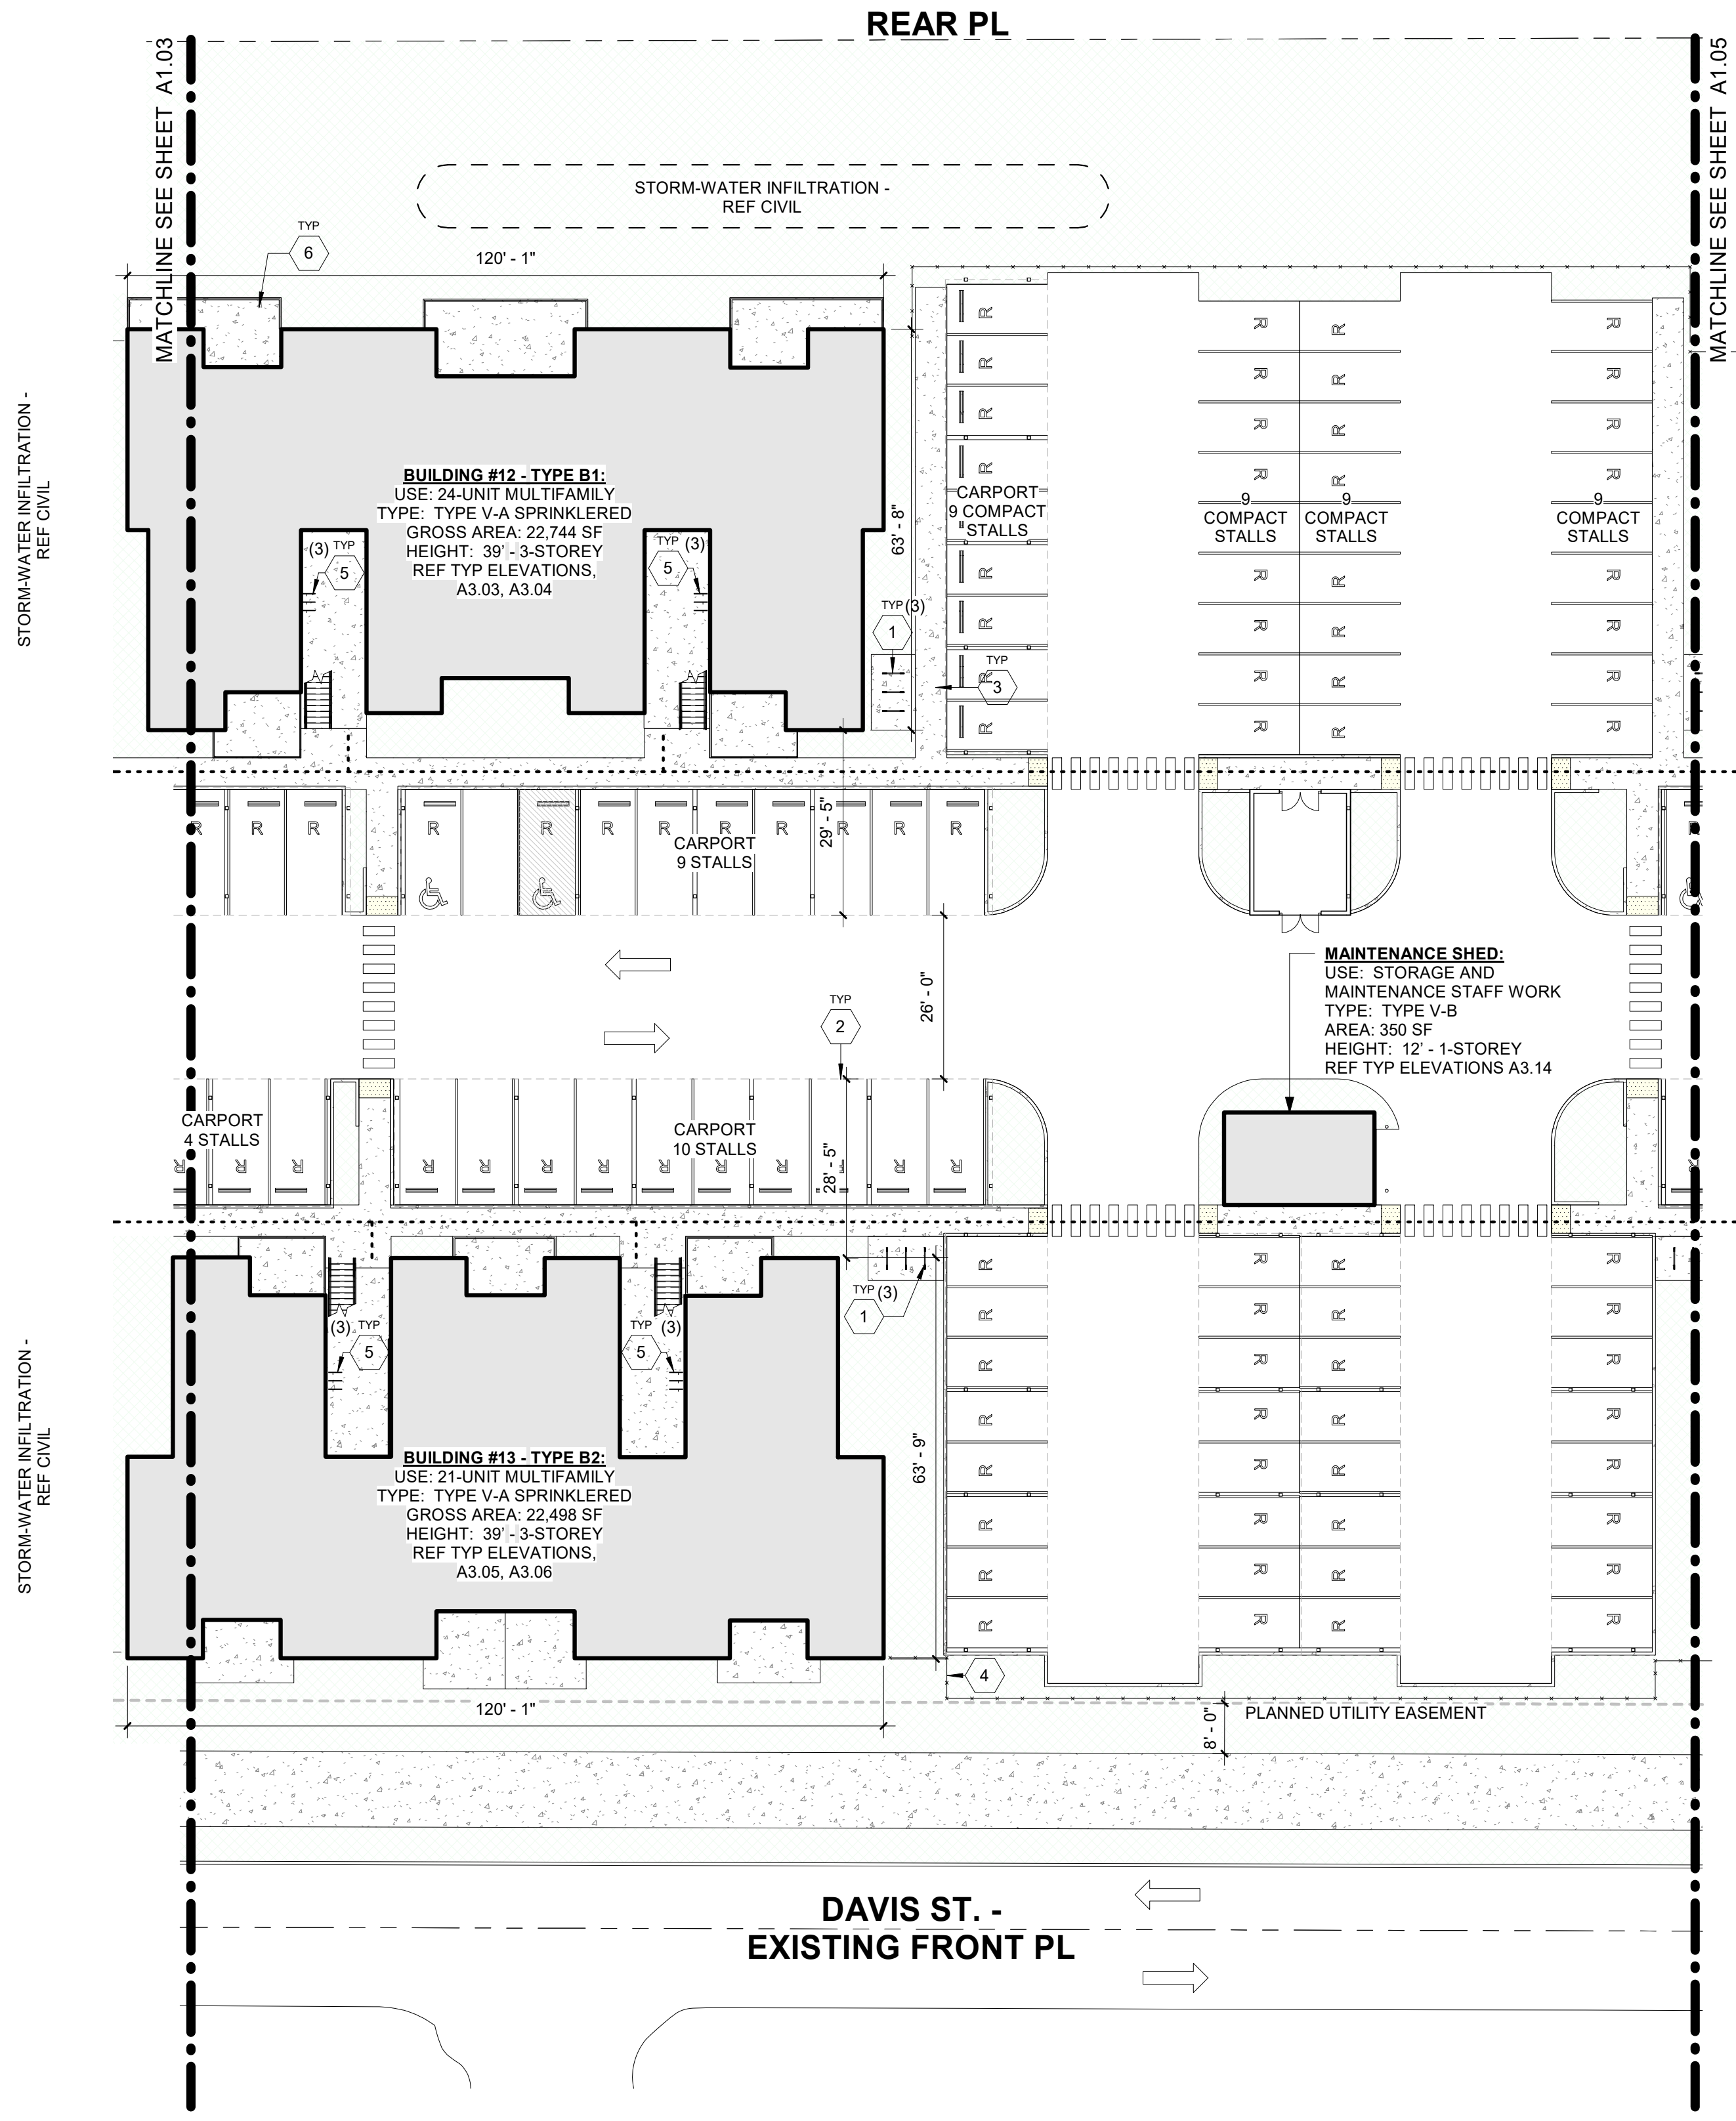 REAR PL
MATCHLINE SEE SHEET A1.03
MATCHLINE SEE SHEET A1.05
STORM-WATER INFILTRATION -
REF CIVIL
TYP
6
120' - 1"
STORM-WATER INFILTRATION -
REF CIVIL
BUILDING #12 - TYPE B1:
USE: 24-UNIT MULTIFAMILY
TYPE: TYPE V-A SPRINKLERED
GROSS AREA: 22,744 SF
HEIGHT: 39' - 3-STOREY
REF TYP ELEVATIONS,
A3.03, A3.04
(3) TYP
5
TYP (3)
5
63' - 8"
TYP (3)
1
TYP
3
CARPORT
9 COMPACT
STALLS
9
COMPACT
STALLS
9
COMPACT
STALLS
9
COMPACT
STALLS
R R R R R R R R R
R R R R R R R R R
R R R R R R R R R
R R R R R R R R R
R R R R R R R R R R R R
CARPORT
9 STALLS
29' - 5"
26' - 0"
TYP
2
MAINTENANCE SHED:
USE: STORAGE AND
MAINTENANCE STAFF WORK
TYPE: TYPE V-B
AREA: 350 SF
HEIGHT: 12' - 1-STOREY
REF TYP ELEVATIONS A3.14
CARPORT
4 STALLS
CARPORT
10 STALLS
28' - 5"
R R R R R R R R R R R R R
TYP (3)
1
(3) TYP
5
TYP (3)
5
STORM-WATER INFILTRATION -
REF CIVIL
BUILDING #13 - TYPE B2:
USE: 21-UNIT MULTIFAMILY
TYPE: TYPE V-A SPRINKLERED
GROSS AREA: 22,498 SF
HEIGHT: 39' - 3-STOREY
REF TYP ELEVATIONS,
A3.05, A3.06
63' - 9"
R R R R R R R R
R R R R R R R R
R R R R R R R R
R R R R R R R R
4
120' - 1"
8' - 0"
PLANNED UTILITY EASEMENT
DAVIS ST. -
EXISTING FRONT PL